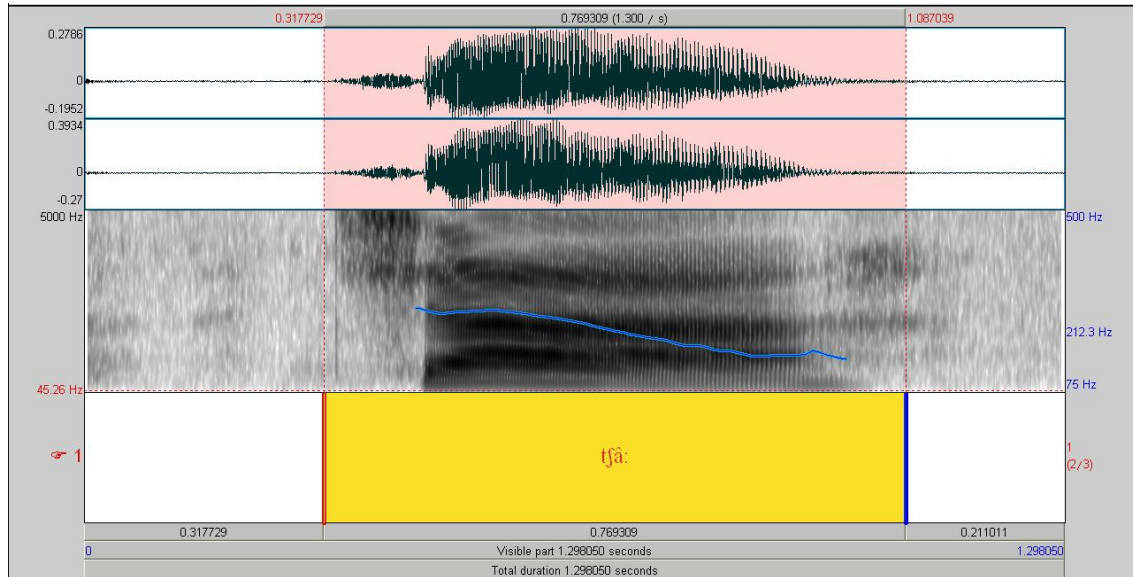 0.317729 0.769309 (1.300 / s) 1.087039
0.2786
0
-0.1952
0.3934
0
-0.27
5000 Hz 500 Hz
212.3 Hz
45.26 Hz 75 Hz
☞ 1 tʃâ: 1
(2/3)
0.317729 0.769309 0.211011
0 Visible part 1.298050 seconds 1.298050
Total duration 1.298050 seconds